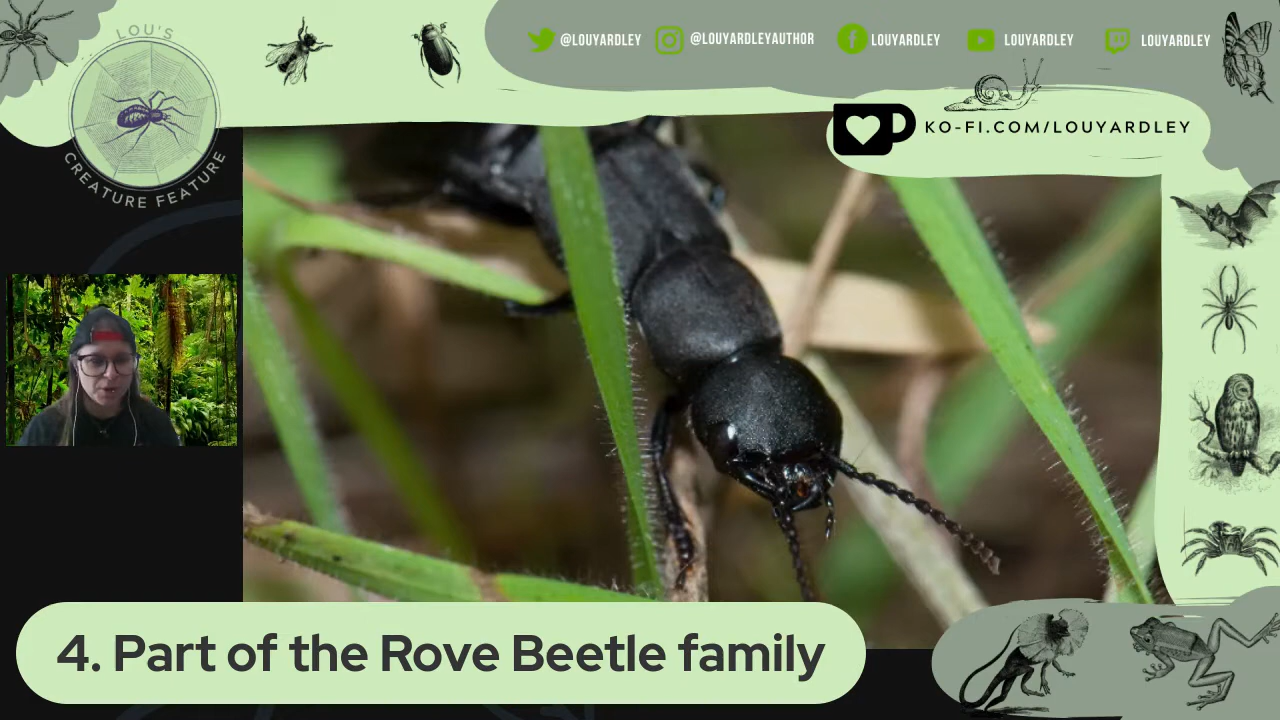 LOU'S
CREATURE FEATURE
@LOUYARDLEY
@LOUYARDLEYAUTHOR
LOUYARDLEY
LOUYARDLEY
LOUYARDLEY
KO-FI.COM/LOUYARDLEY
4. Part of the Rove Beetle family